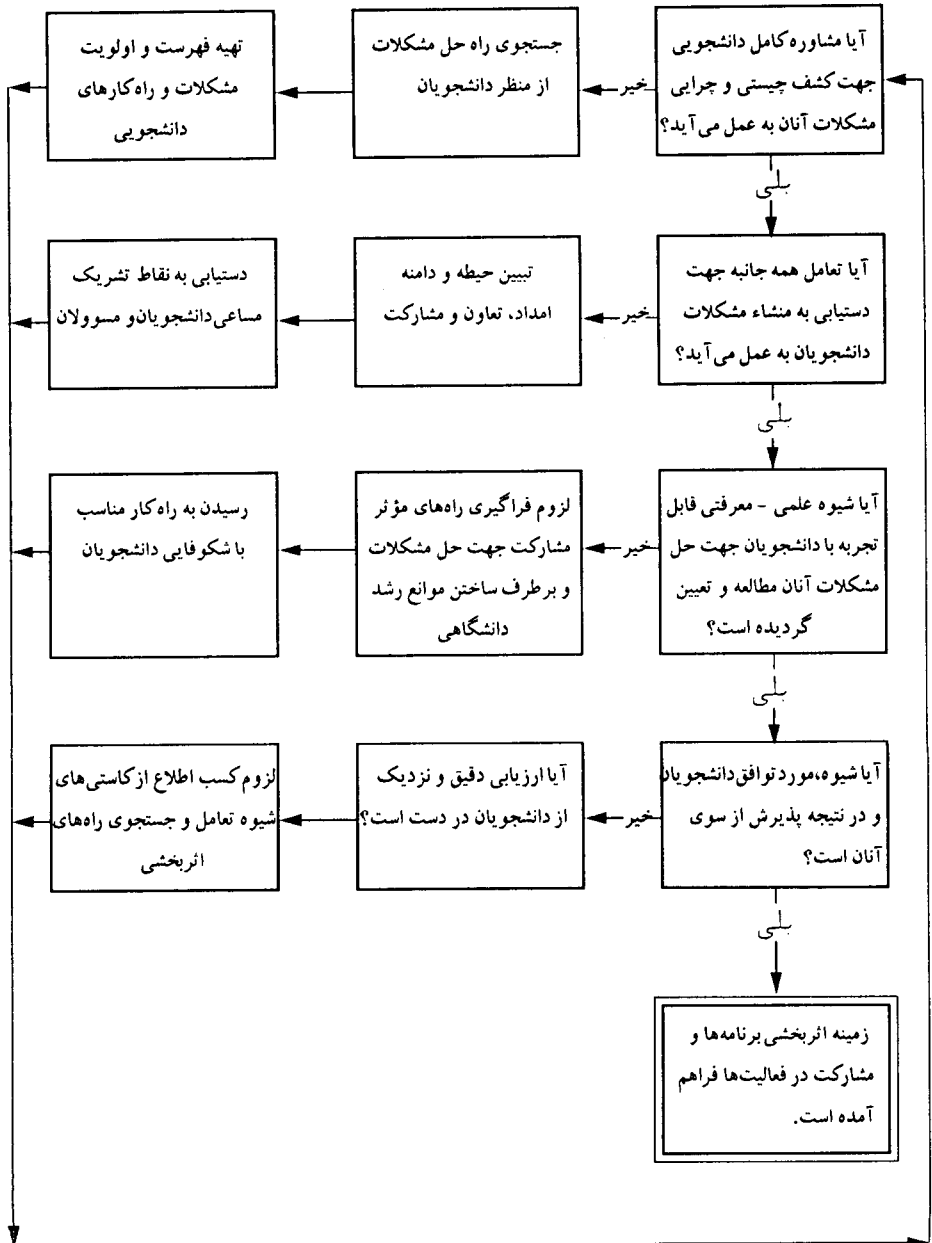 آیا مشاوره کامل دانشجویی
جهت کشف چیستی و چرایی
مشکلات آنان به عمل می‌آید؟
خیر
جستجوی راه حل مشکلات
از منظر دانشجویان
تهیه فهرست و اولویت
مشکلات و راه‌کارهای
دانشجویی
بلی
آیا تعامل همه جانبه جهت
دستیابی به منشاء مشکلات
دانشجویان به عمل می‌آید؟
خیر
تبیین حیطه و دامنه
امداد، تعاون و مشارکت
دستیابی به نقاط تشریک
مساعی دانشجویان و مسوولان
بلی
آیا شیوه علمی - معرفتی قابل
تجربه با دانشجویان جهت حل
مشکلات آنان مطالعه و تعیین
گردیده است؟
خیر
لزوم فراگیری راه‌های مؤثر
مشارکت جهت حل مشکلات
و برطرف ساختن موانع رشد
دانشگاهی
رسیدن به راه‌کار مناسب
با شکوفایی دانشجویان
بلی
آیا شیوه، مورد توافق دانشجویان
و در نتیجه پذیرش از سوی
آنان است؟
خیر
آیا ارزیابی دقیق و نزدیک
از دانشجویان در دست است؟
لزوم کسب اطلاع از کاستی‌های
شیوه تعامل و جستجوی راه‌های
اثربخشی
بلی
زمینه اثربخشی برنامه‌ها و
مشارکت در فعالیت‌ها فراهم
آمده است.